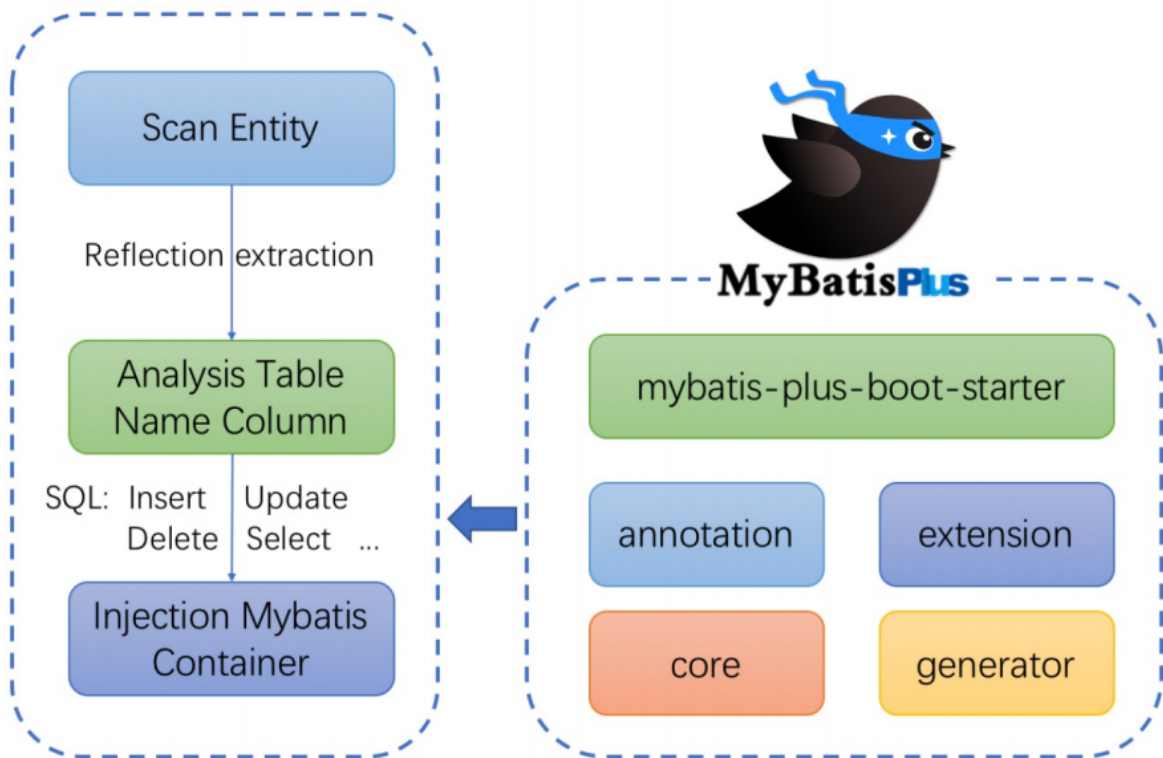 Scan Entity
Reflection extraction
Analysis Table
Name Column
SQL: Insert Update
Delete Select ...
Injection Mybatis
Container
MyBatisPlus
mybatis-plus-boot-starter
annotation
extension
core
generator